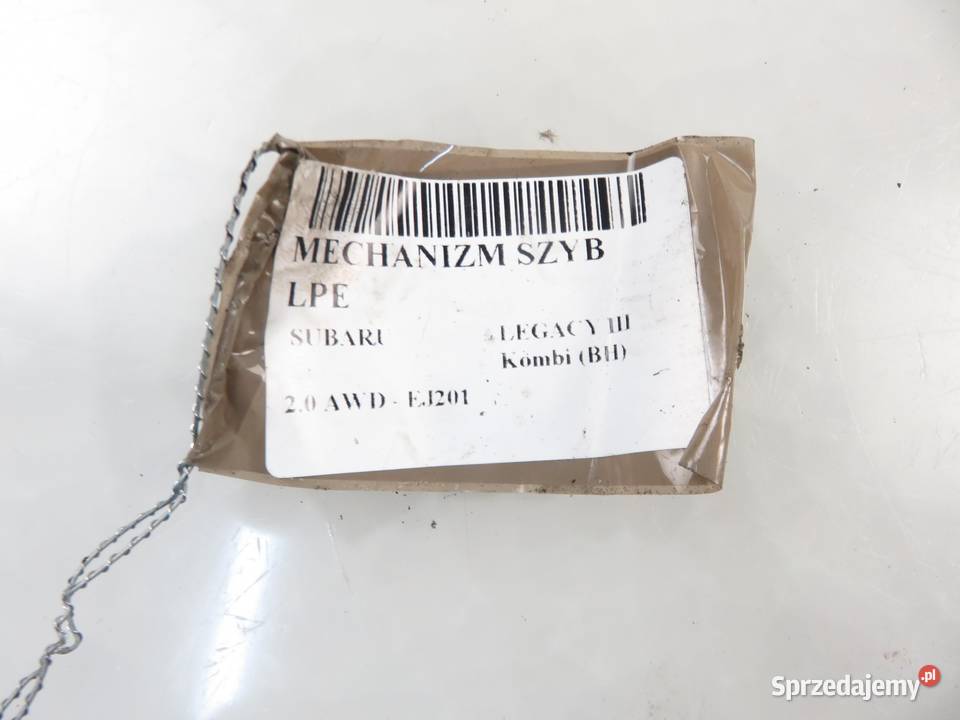 MECHANIZM SZYB
LPE
SUBARU LEGACY III
Kombi (BH)
2.0 AWD - EJ201
Sprzedajemy.pl